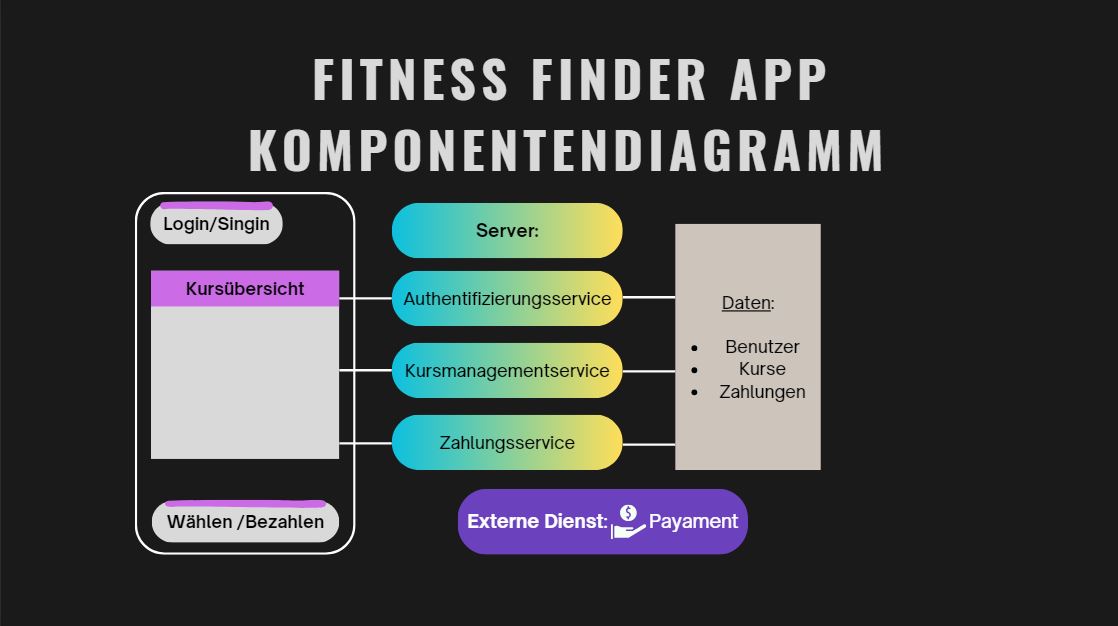 FITNESS FINDER APP
KOMPONENTENDIAGRAMM
Login/Singin
Kursübersicht
Wählen /Bezahlen
Server:
Authentifizierungsservice
Kursmanagementservice
Zahlungsservice
Daten:
• Benutzer
• Kurse
• Zahlungen
Externe Dienst: $ Payament